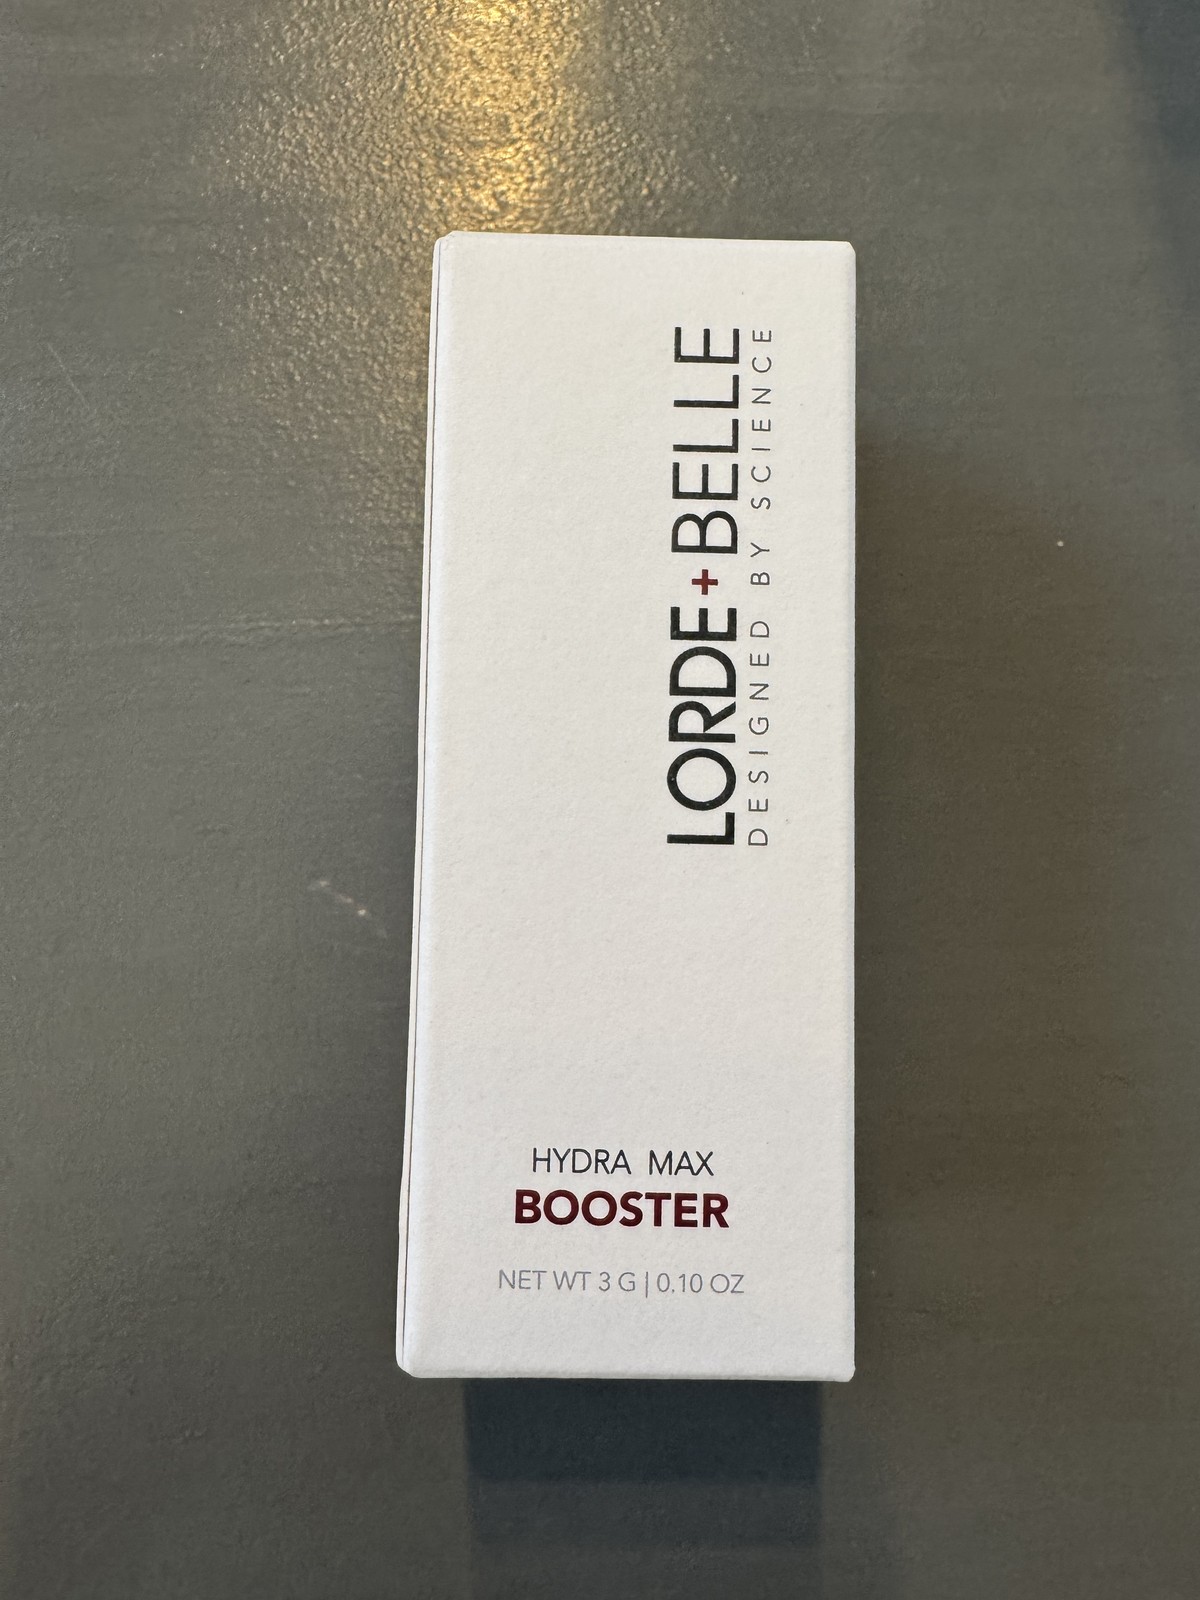 LORDE+BELLE
DESIGNED BY SCIENCE
HYDRA MAX
BOOSTER
NET WT 3 G | 0.10 OZ